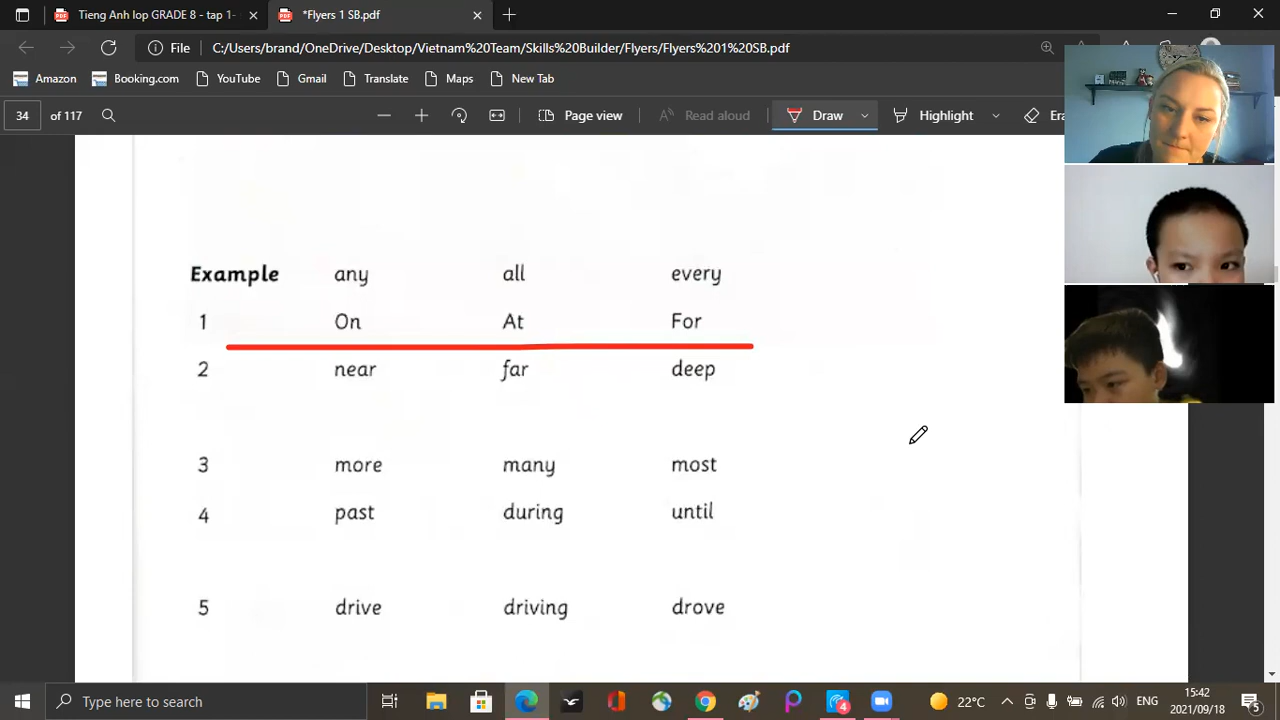 Tieng Anh lop GRADE 8 - tap 1-
*Flyers 1 SB.pdf
File C:/Users/brand/OneDrive/Desktop/Vietnam%20Team/Skills%20Builder/Flyers/Flyers%201%20SB.pdf
Amazon Booking.com YouTube Gmail Translate Maps New Tab
34 of 117 Page view Read aloud Draw Highlight Era
Example any all every
1 On At For
2 near far deep
3 more many most
4 past during until
5 drive driving drove
Type here to search
4
22°C ENG
15:42
2021/09/18
5